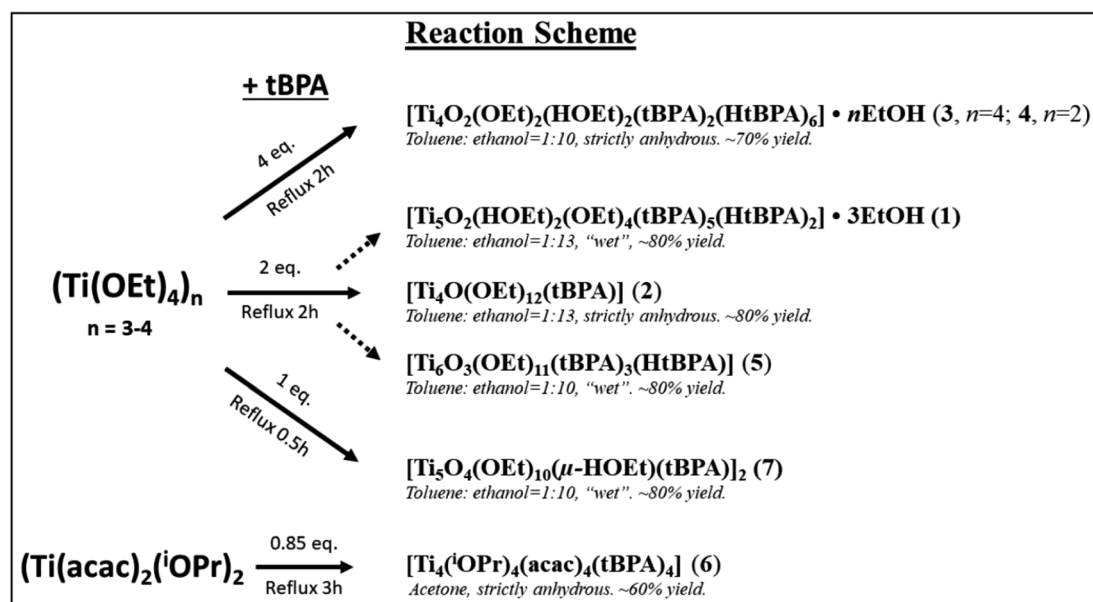 Reaction Scheme
+ tBPA
4 eq.
Reflux 2h
[Ti4O2(OEt)2(HOEt)2(tBPA)2(HtBPA)6] • nEtOH (3, n=4; 4, n=2)
Toluene: ethanol=1:10, strictly anhydrous. ~70% yield.
[Ti5O2(HOEt)2(OEt)4(tBPA)5(HtBPA)2] • 3EtOH (1)
Toluene: ethanol=1:13, “wet”, ~80% yield.
(Ti(OEt)4)n
n = 3-4
2 eq.
Reflux 2h
[Ti4O(OEt)12(tBPA)] (2)
Toluene: ethanol=1:13, strictly anhydrous. ~80% yield.
[Ti6O3(OEt)11(tBPA)3(HtBPA)] (5)
Toluene: ethanol=1:10, “wet”. ~80% yield.
1 eq.
Reflux 0.5h
[Ti5O4(OEt)10(μ-HOEt)(tBPA)]2 (7)
Toluene: ethanol=1:10, “wet”. ~80% yield.
(Ti(acac)2(iOPr)2
0.85 eq.
Reflux 3h
[Ti4(iOPr)4(acac)4(tBPA)4] (6)
Acetone, strictly anhydrous. ~60% yield.